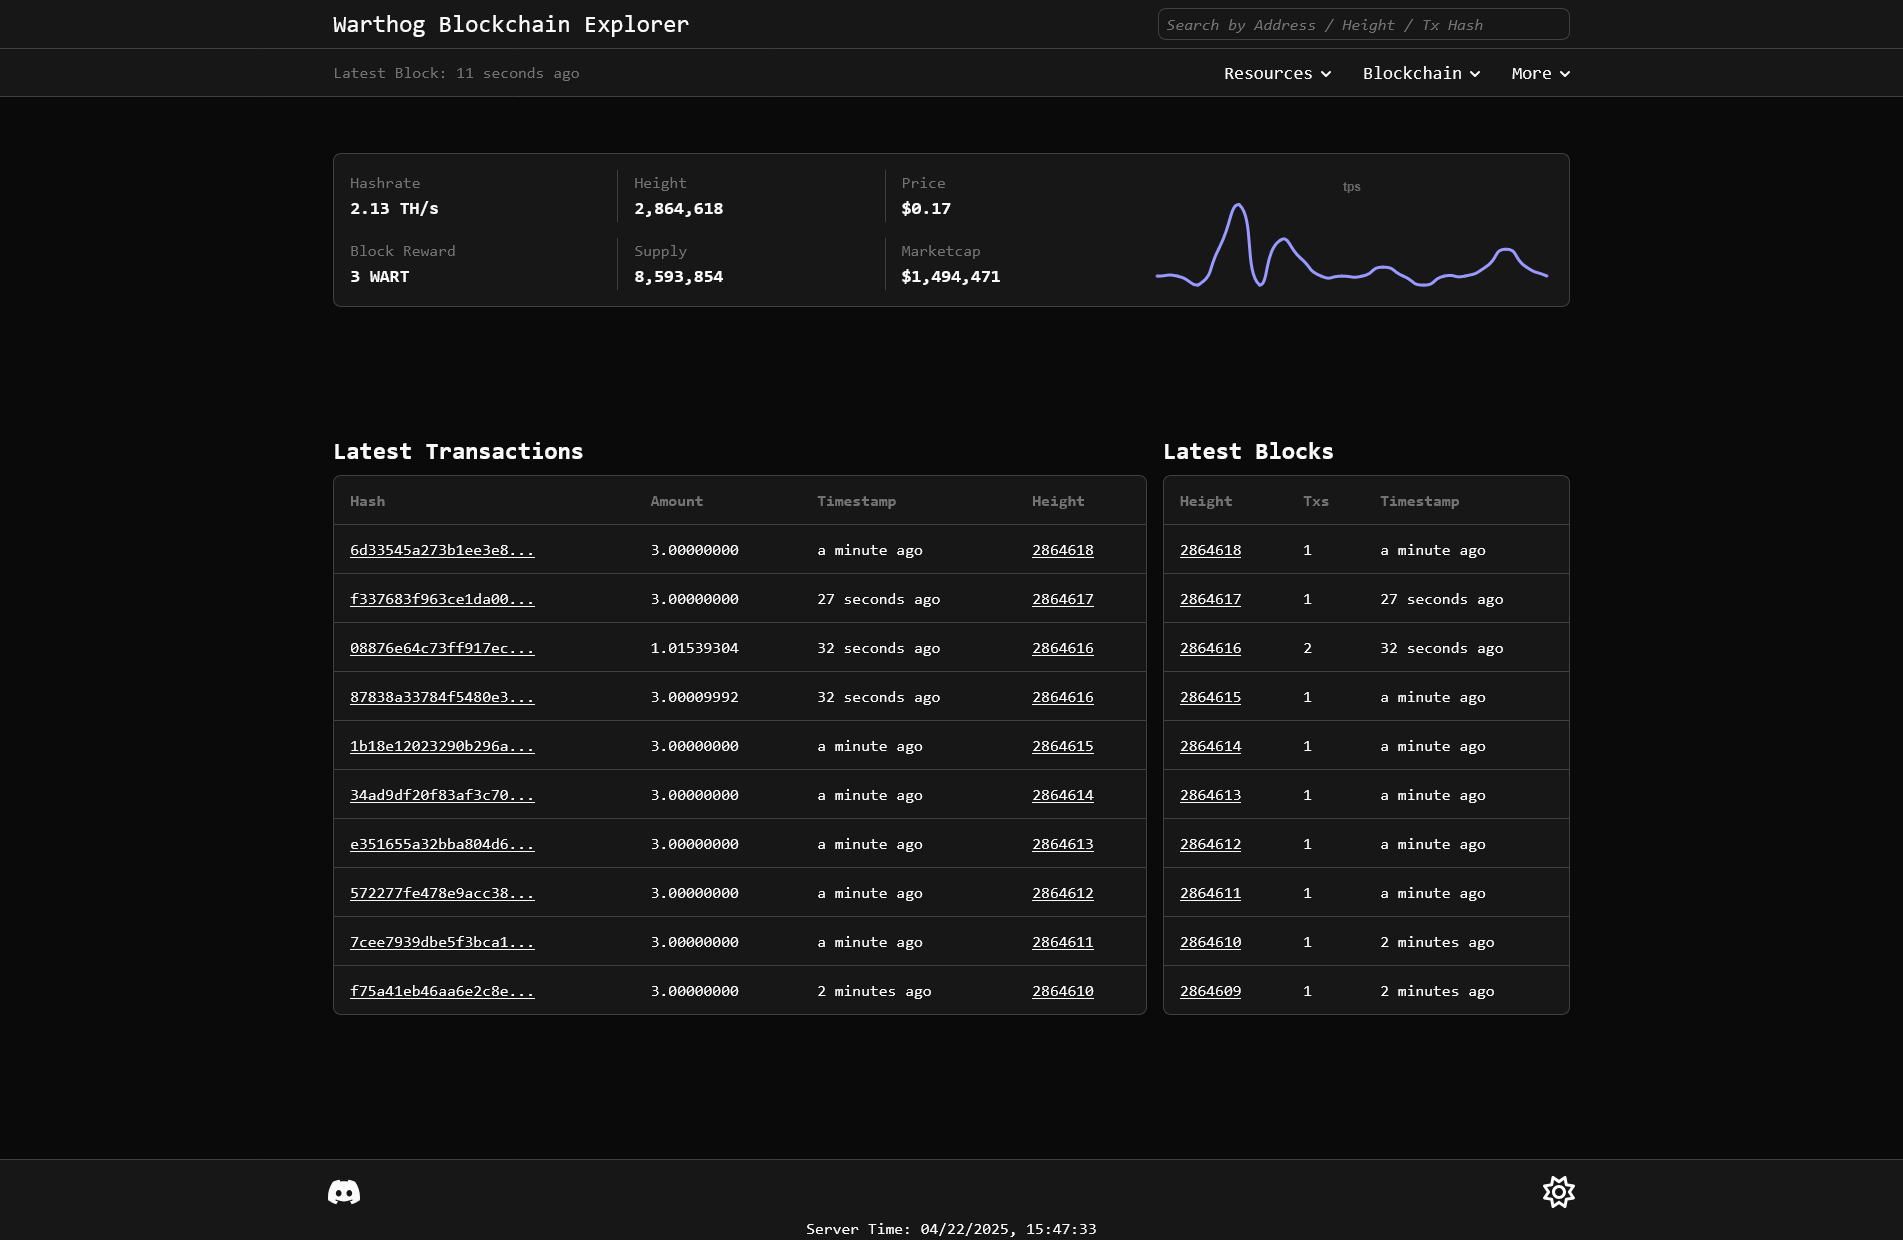 Warthog Blockchain Explorer
Search by Address / Height / Tx Hash
Latest Block: 11 seconds ago
Resources Blockchain More
Hashrate Height Price
2.13 TH/s 2,864,618 $0.17
tps
Block Reward Supply Marketcap
3 WART 8,593,854 $1,494,471
Latest Transactions
Hash Amount Timestamp Height
6d33545a273b1ee3e8... 3.00000000 a minute ago 2864618
f337683f963ce1da00... 3.00000000 27 seconds ago 2864617
08876e64c73ff917ec... 1.01539304 32 seconds ago 2864616
87838a33784f5480e3... 3.00009992 32 seconds ago 2864616
1b18e12023290b296a... 3.00000000 a minute ago 2864615
34ad9df20f83af3c70... 3.00000000 a minute ago 2864614
e351655a32bba804d6... 3.00000000 a minute ago 2864613
572277fe478e9acc38... 3.00000000 a minute ago 2864612
7cee7939dbe5f3bca1... 3.00000000 a minute ago 2864611
f75a41eb46aa6e2c8e... 3.00000000 2 minutes ago 2864610
Latest Blocks
Height Txs Timestamp
2864618 1 a minute ago
2864617 1 27 seconds ago
2864616 2 32 seconds ago
2864615 1 a minute ago
2864614 1 a minute ago
2864613 1 a minute ago
2864612 1 a minute ago
2864611 1 a minute ago
2864610 1 2 minutes ago
2864609 1 2 minutes ago
Server Time: 04/22/2025, 15:47:33